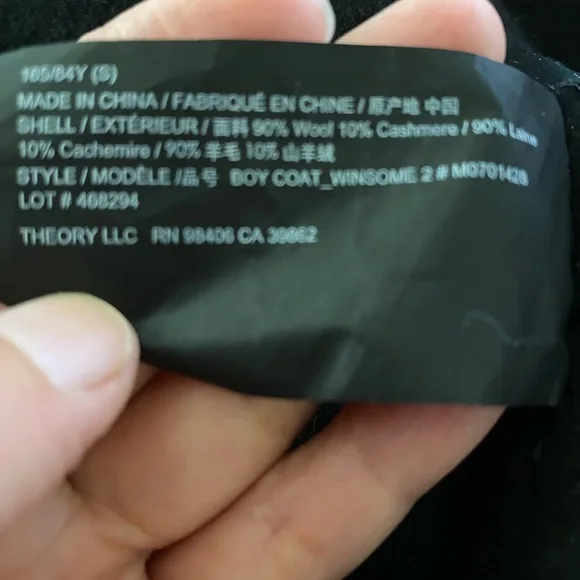 165/84Y (S)
MADE IN CHINA / FABRIQUÉ EN CHINE / 原产地 中国
SHELL / EXTÉRIEUR / 面料 90% Wool 10% Cashmere / 90% Laine
10% Cachemire / 90% 羊毛 10% 山羊绒
STYLE / MODÈLE /品号 BOY COAT_WINSOME 2 # M0701428
LOT # 468294
THEORY LLC RN 98406 CA 39862